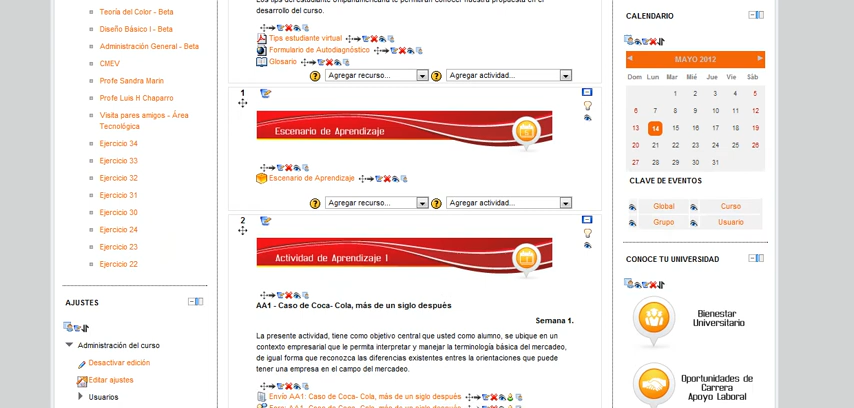 Teoría del Color - Beta
Diseño Básico I - Beta
Administración General - Beta
CMEV
Profe Sandra Marin
Profe Luis H Chaparro
Visita pares amigos - Área
Tecnológica
Ejercicio 34
Ejercicio 33
Ejercicio 32
Ejercicio 31
Ejercicio 30
Ejercicio 24
Ejercicio 23
Ejercicio 22
AJUSTES
Administración del curso
Desactivar edición
Editar ajustes
Usuarios
desarrollo del curso.
Tips estudiante virtual
Formulario de Autodiagnóstico
Glosario
Agregar recurso... Agregar actividad...
1
Escenario de Aprendizaje
Escenario de Aprendizaje
Agregar recurso... Agregar actividad...
2
Actividad de Aprendizaje I
AA1 - Caso de Coca- Cola, más de un siglo después
Semana 1.
La presente actividad, tiene como objetivo central que usted como alumno, se ubique en un
contexto empresarial que le permita interpretar y manejar la terminología básica del mercadeo,
de igual forma que reconozca las diferencias existentes entre la orientaciones que puede
tener una empresa en el campo del mercadeo.
Envío AA1: Caso de Coca- Cola, más de un siglo después
CALENDARIO
MAYO 2012
Dom Lun Mar Mié Jue Vie Sáb
1 2 3 4 5
6 7 8 9 10 11 12
13 14 15 16 17 18 19
20 21 22 23 24 25 26
27 28 29 30 31
CLAVE DE EVENTOS
Global Curso
Grupo Usuario
CONOCE TU UNIVERSIDAD
Bienestar
Universitario
Oportunidades de
Carrera
Apoyo Laboral